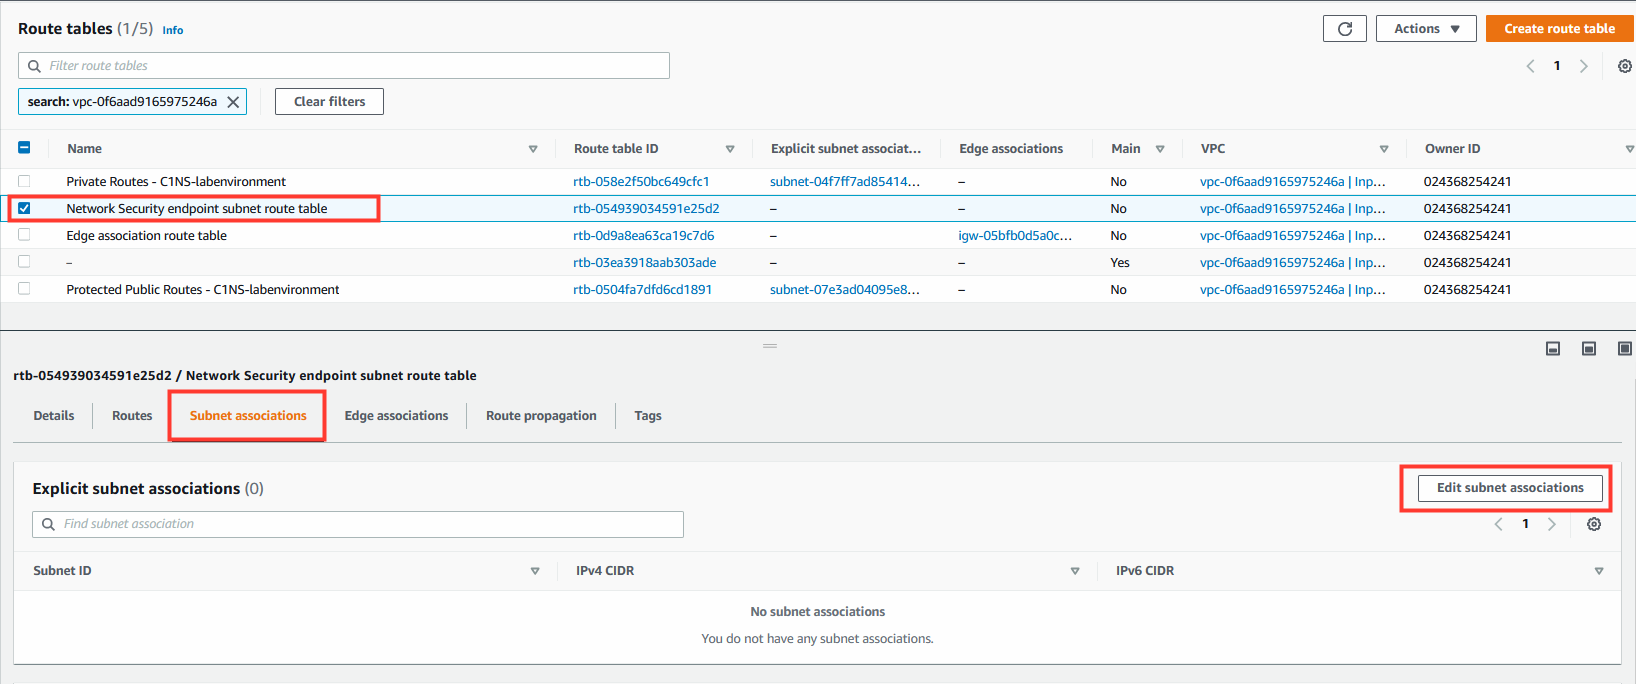 Route tables (1/5) Info
Actions
Create route table
Filter route tables
1
search: vpc-0f6aad9165975246a
Clear filters
Name Route table ID Explicit subnet associat... Edge associations Main VPC Owner ID
Private Routes - C1NS-labenvironment rtb-058e2f50bc649cfc1 subnet-04f7ff7ad85414... – No vpc-0f6aad9165975246a | Inp... 024368254241
Network Security endpoint subnet route table rtb-054939034591e25d2 – – No vpc-0f6aad9165975246a | Inp... 024368254241
Edge association route table rtb-0d9a8ea63ca19c7d6 – igw-05bfb0d5a0c... No vpc-0f6aad9165975246a | Inp... 024368254241
– rtb-03ea3918aab303ade – – Yes vpc-0f6aad9165975246a | Inp... 024368254241
Protected Public Routes - C1NS-labenvironment rtb-0504fa7dfd6cd1891 subnet-07e3ad04095e8... – No vpc-0f6aad9165975246a | Inp... 024368254241
rtb-054939034591e25d2 / Network Security endpoint subnet route table
Details Routes Subnet associations Edge associations Route propagation Tags
Explicit subnet associations (0)
Edit subnet associations
Find subnet association
1
Subnet ID IPv4 CIDR IPv6 CIDR
No subnet associations
You do not have any subnet associations.